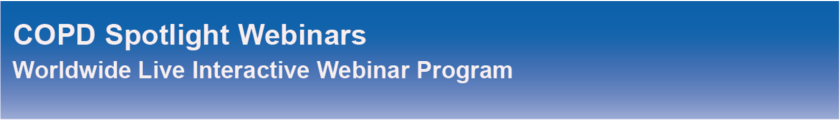 COPD Spotlight Webinars
Worldwide Live Interactive Webinar Program